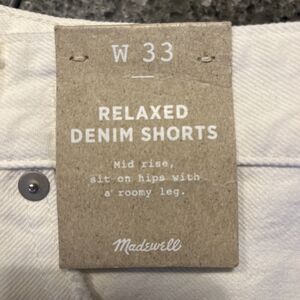 W 33
RELAXED
DENIM SHORTS
Mid rise,
sit on hips with
a roomy leg.
Madewell